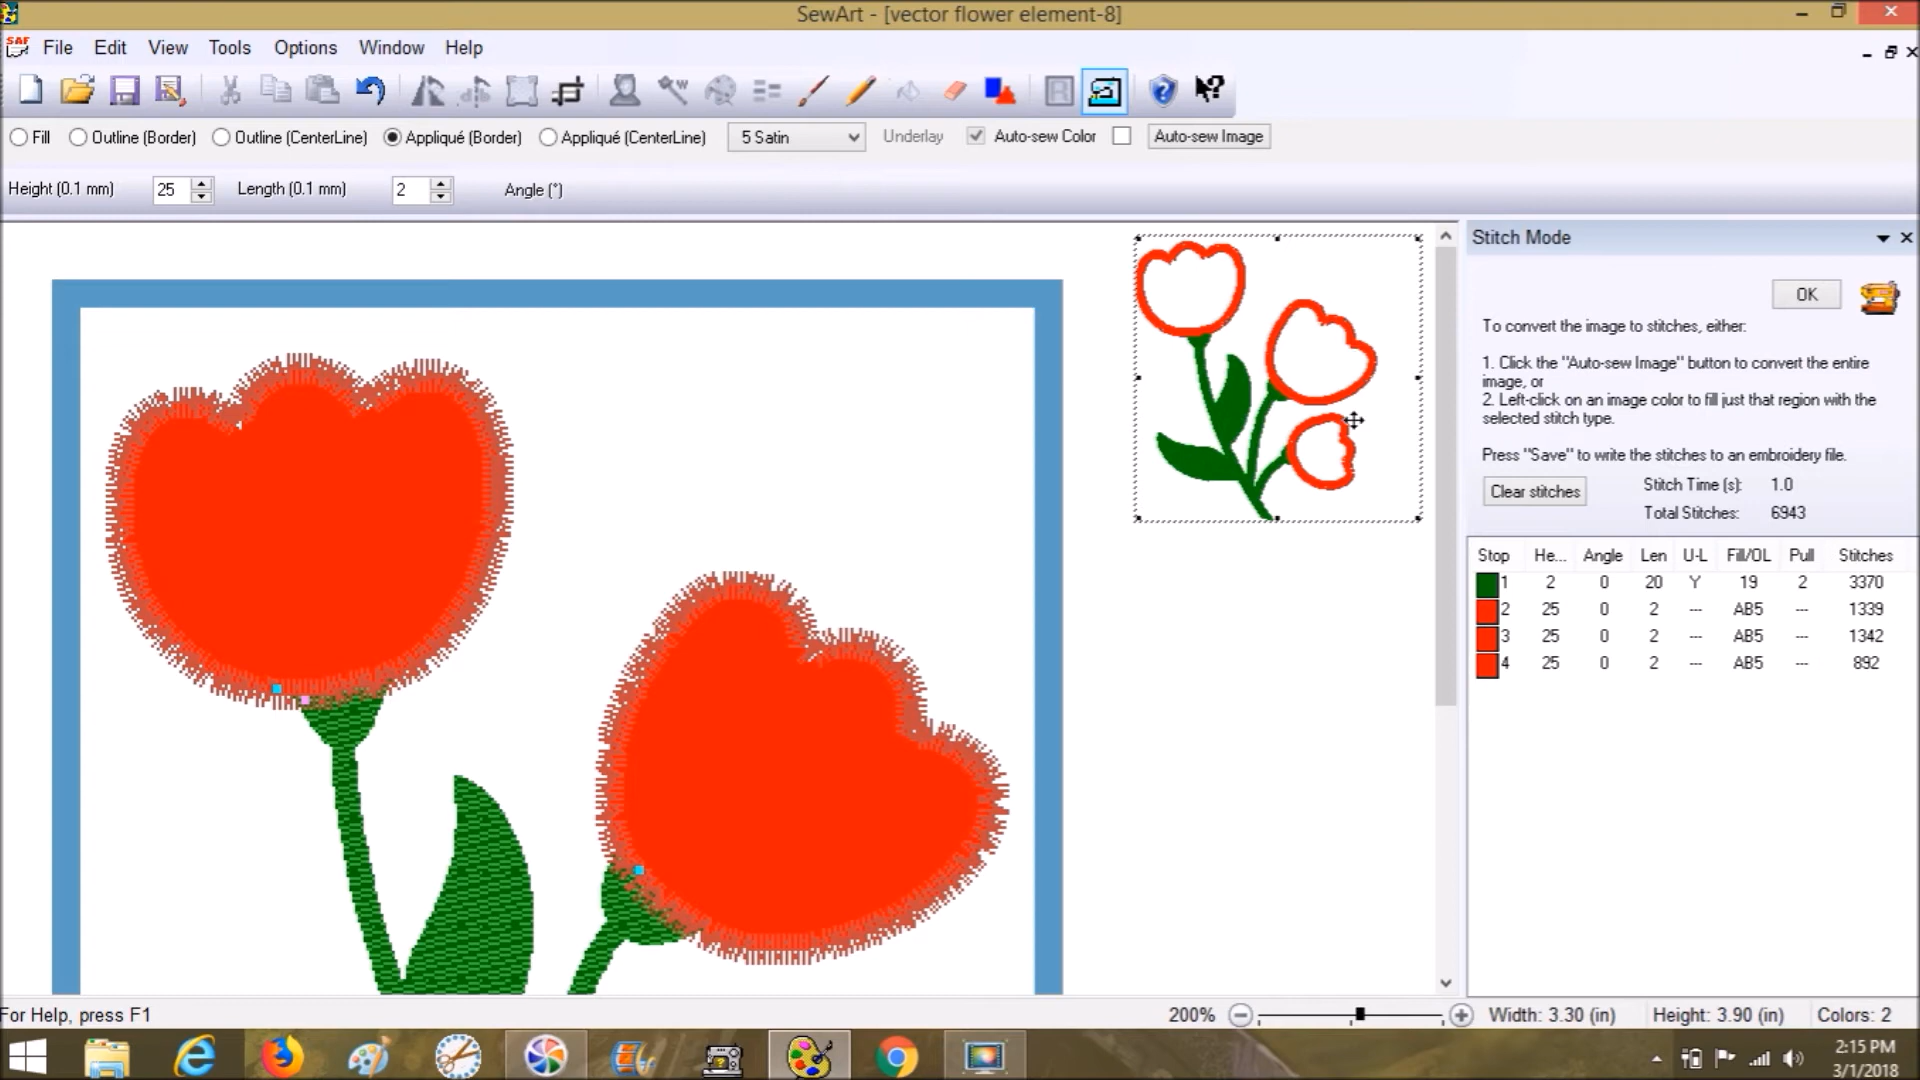 SewArt - [vector flower element-8]
SAF File Edit View Tools Options Window Help
R
Fill Outline (Border) Outline (CenterLine) Appliqué (Border) Appliqué (CenterLine) 5 Satin Underlay Auto-sew Color Auto-sew Image
Height (0.1 mm) 25 Length (0.1 mm) 2 Angle (°)
Stitch Mode
OK
To convert the image to stitches, either:
1. Click the "Auto-sew Image" button to convert the entire
image, or
2. Left-click on an image color to fill just that region with the
selected stitch type.
Press "Save" to write the stitches to an embroidery file.
Clear stitches Stitch Time (s): 1.0
Total Stitches: 6943
Stop He... Angle Len U-L Fill/OL Pull Stitches
1 2 0 20 Y 19 2 3370
2 25 0 2 --- AB5 --- 1339
3 25 0 2 --- AB5 --- 1342
4 25 0 2 --- AB5 --- 892
For Help, press F1 200% Width: 3.30 (in) Height: 3.90 (in) Colors: 2
2:15 PM
3/1/2018